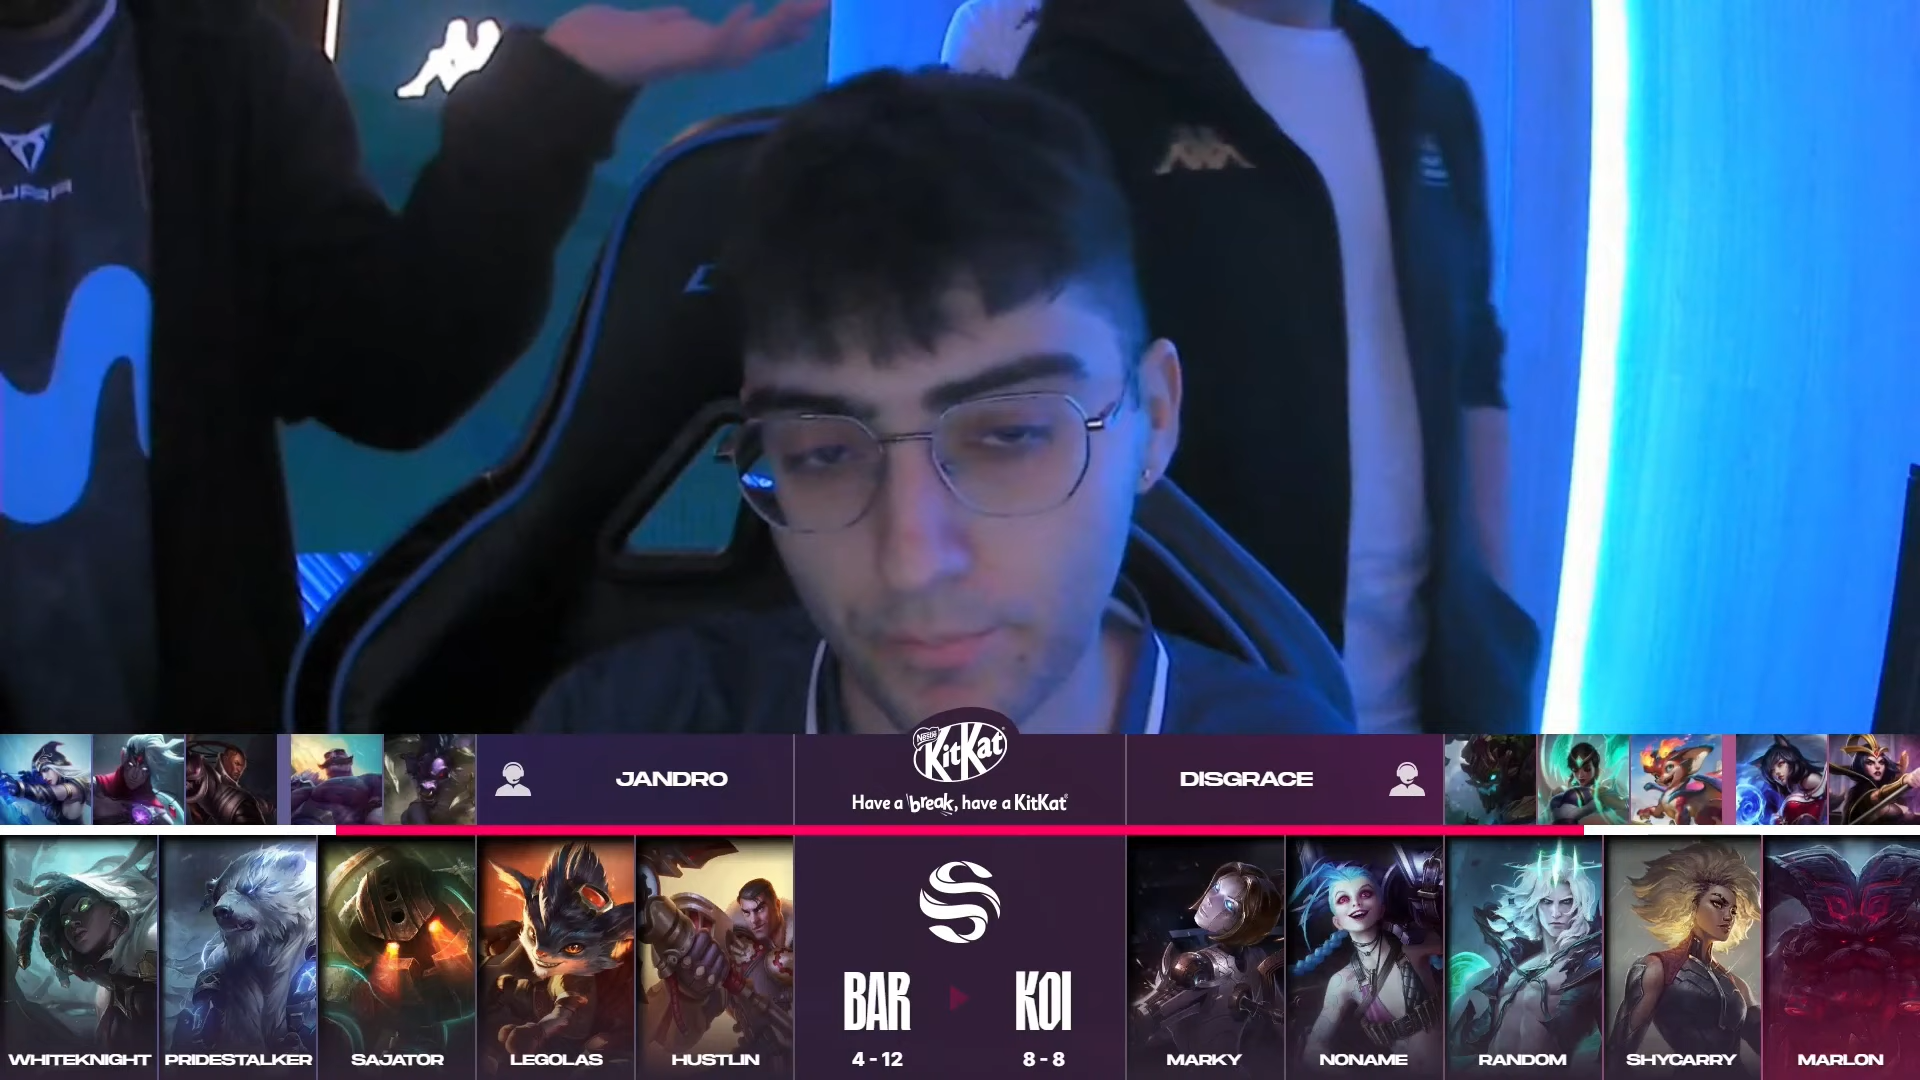 JANDRO
Nestlé
KitKat
Have a break, have a KitKat
DISGRACE
BAR
KOI
4 - 12
8 - 8
WHITEKNIGHT
PRIDESTALKER
SAJATOR
LEGOLAS
HUSTLIN
MARKY
NONAME
RANDOM
SHYCARRY
MARLON